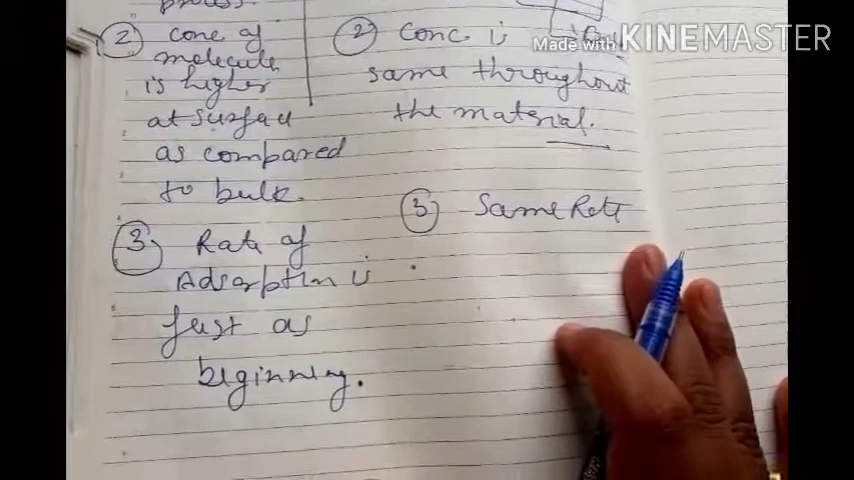 process.
② conc of
molecule
is higher
at surface
as compared
to bulk.
③ Rate of
Adsorption is
fast as
beginning.
② Conc. is
same throughout
the material.
③ Same Rate
Made with KINEMASTER